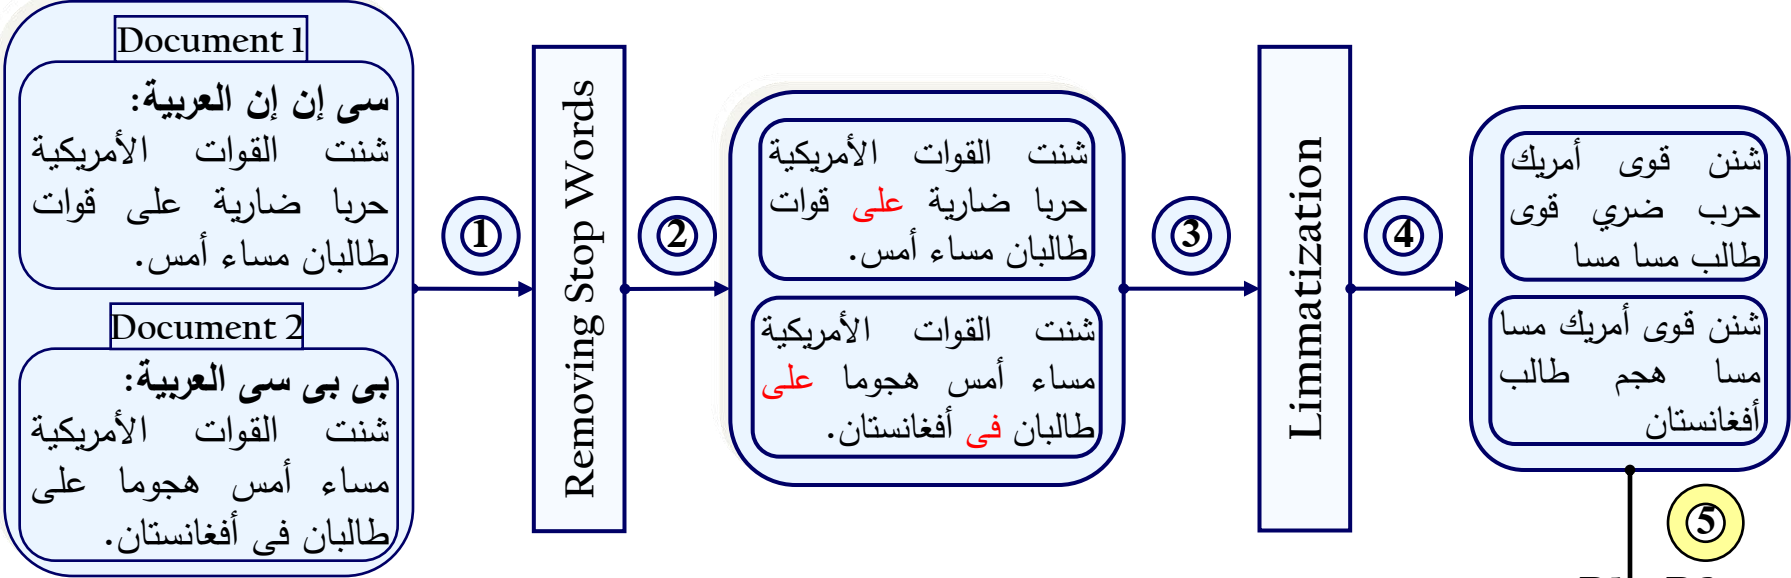 Document 1
سى إن إن العربية:
شنت القوات الأمريكية
حربا ضارية على قوات
طالبان مساء أمس.
Document 2
بى بى سى العربية:
شنت القوات الأمريكية
مساء أمس هجوما على
طالبان فى أفغانستان.
1
Removing Stop Words
2
شنت القوات الأمريكية
حربا ضارية على قوات
طالبان مساء أمس.
شنت القوات الأمريكية
مساء أمس هجوما على
طالبان فى أفغانستان.
3
Limmatization
4
شنن قوى أمريك
حرب ضري قوى
طالب مسا مسا
شنن قوى أمريك مسا
مسا هجم طالب
أفغانستان
5